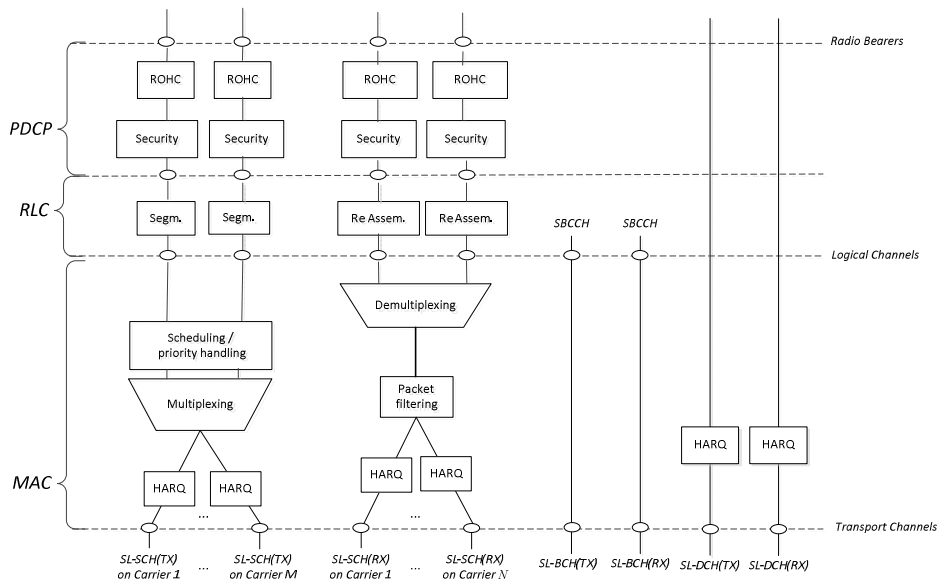 Radio Bearers
ROHC ROHC ROHC ROHC
PDCP
Security Security Security Security
RLC
Segm. Segm. Re Assem. Re Assem.
SBCCH SBCCH
Logical Channels
Demultiplexing
Scheduling /
priority handling
Packet
filtering
Multiplexing
HARQ HARQ
HARQ HARQ HARQ HARQ
MAC
... ...
Transport Channels
SL-SCH(TX)
on Carrier 1
...
SL-SCH(TX)
on Carrier M
SL-SCH(RX)
on Carrier 1
...
SL-SCH(RX)
on Carrier N
SL-BCH(TX) SL-BCH(RX) SL-DCH(TX) SL-DCH(RX)